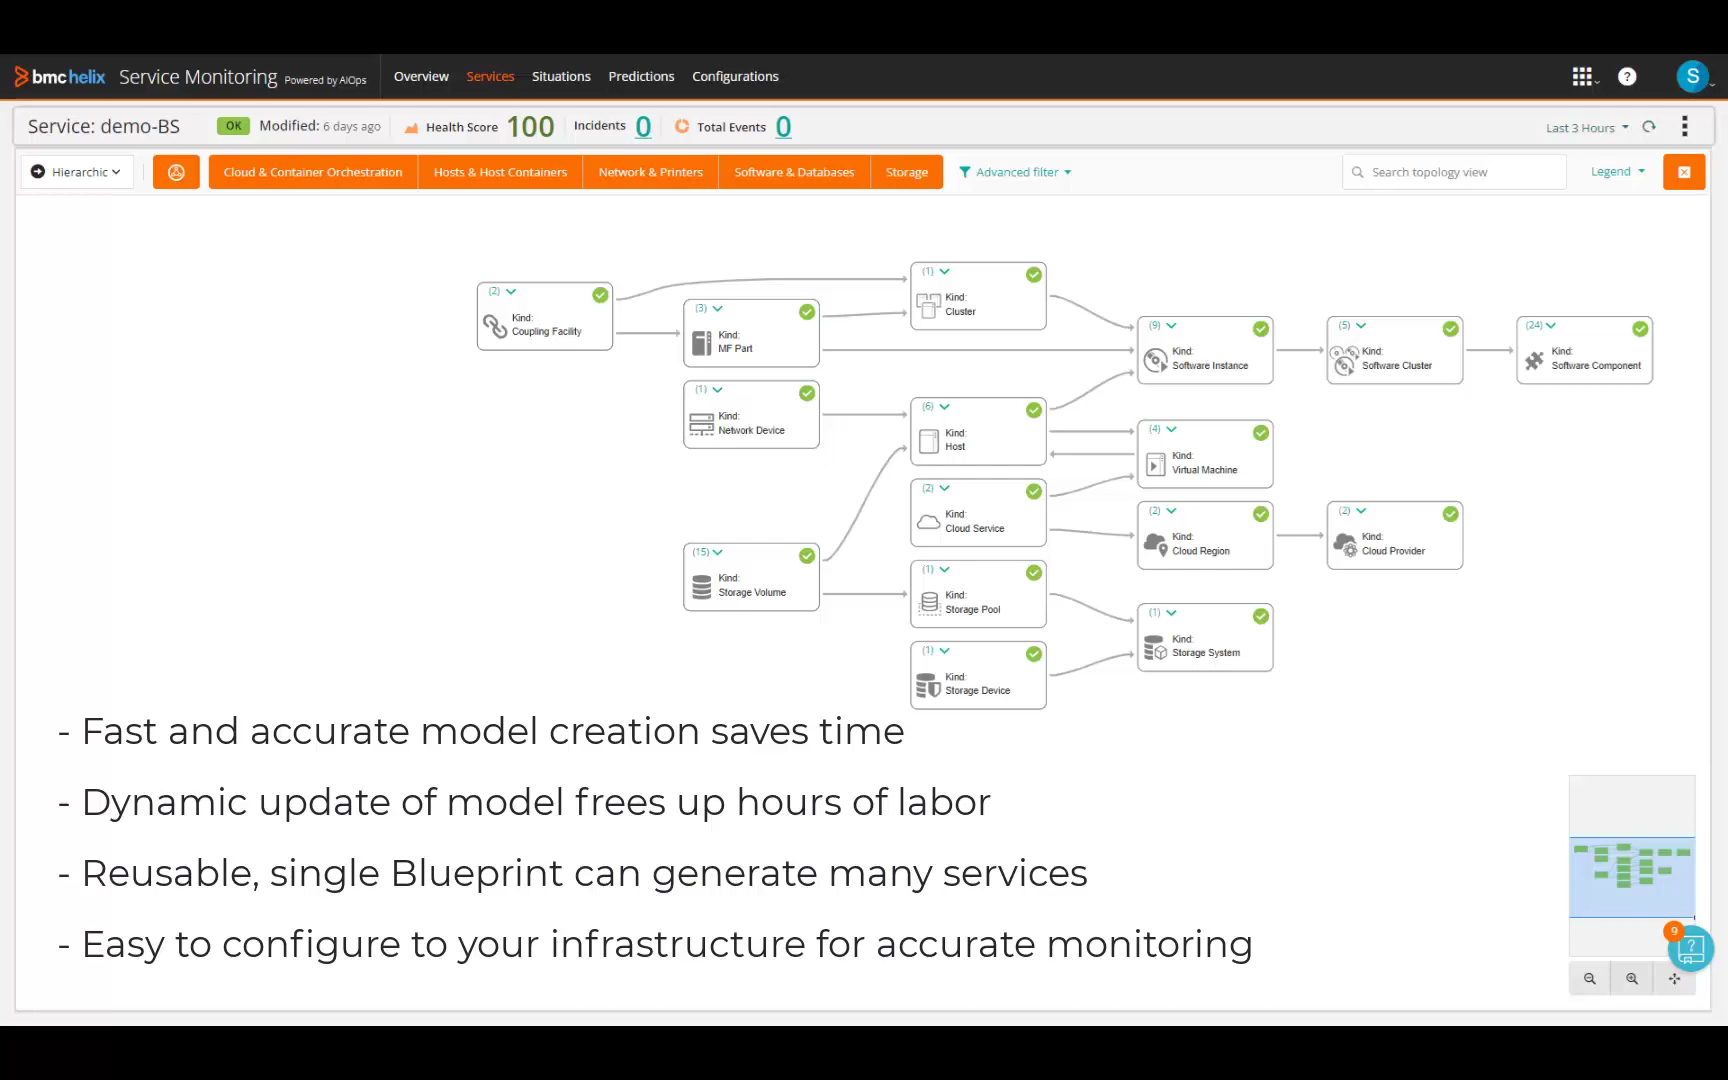 bmc helix Service Monitoring Powered by AIOps Overview Services Situations Predictions Configurations ? S
Service: demo-BS OK Modified: 6 days ago Health Score 100 Incidents 0 Total Events 0 Last 3 Hours
Hierarchic Cloud & Container Orchestration Hosts & Host Containers Network & Printers Software & Databases Storage Advanced filter Search topology view Legend
(2)
Kind:
Coupling Facility
(3)
Kind:
MF Part
(1)
Kind:
Network Device
(15)
Kind:
Storage Volume
(1)
Kind:
Cluster
(6)
Kind:
Host
(2)
Kind:
Cloud Service
(1)
Kind:
Storage Pool
(1)
Kind:
Storage Device
(9)
Kind:
Software Instance
(4)
Kind:
Virtual Machine
(2)
Kind:
Cloud Region
(1)
Kind:
Storage System
(5)
Kind:
Software Cluster
(2)
Kind:
Cloud Provider
(24)
Kind:
Software Component
- Fast and accurate model creation saves time
- Dynamic update of model frees up hours of labor
- Reusable, single Blueprint can generate many services
- Easy to configure to your infrastructure for accurate monitoring
9
?